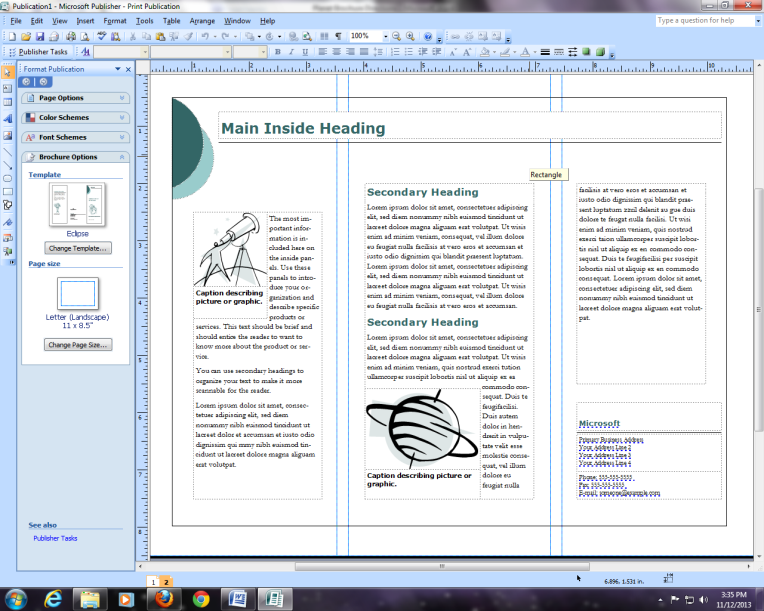 Publication1 - Microsoft Publisher - Print Publication
File Edit View Insert Format Tools Table Arrange Window Help
Type a question for help
100%
Publisher Tasks
Format Publication
Page Options
Color Schemes
Font Schemes
Brochure Options
Template
Eclipse
Change Template...
Page size
Letter (Landscape)
11 x 8.5"
Change Page Size...
See also
Publisher Tasks
Main Inside Heading
Rectangle
The most im-
portant infor-
mation is in-
cluded here on
the inside pan-
els. Use these
panels to intro-
duce your or-
ganization and
describe specific
products or
services. This text should be brief and
should entice the reader to want to
know more about the product or ser-
vice.
Caption describing
picture or graphic.
You can use secondary headings to
organize your text to make it more
scannable for the reader.
Lorem ipsum dolor sit amet, consec-
tetuer adipiscing elit, sed diem
nonummy nibh euismod tincidunt ut
lacreet dolor et accumsan et iusto odio
dignissim qui mmy nibh euismod tin-
cidunt ut lacreet dolore magna aliguam
erat volutpat.
Secondary Heading
Lorem ipsum dolor sit amet, consectetuer adipiscing
elit, sed diem nonummy nibh euismod tincidunt ut
lacreet dolore magna aliguam erat volutpat. Ut wisis
enim ad minim veniam, consequat, vel illum dolore
eu feugiat nulla facilisis at vero eros et accumsan et
iusto odio dignissim qui blandit praesent luptatum.
Lorem ipsum dolor sit amet, consectetuer adipiscing
elit, sed diem nonummy nibh euismod tincidunt ut
lacreet dolore magna aliguam erat volutpat. Ut wisis
enim ad minim veniam, consequat, vel illum dolore
eu feugiat nulla facilisis at vero eros et accumsan.
Secondary Heading
Lorem ipsum dolor sit amet, consectetuer adipiscing
elit, sed diem nonummy nibh euismod tincidunt ut
lacreet dolore magna aliguam erat volutpat. Ut wisis
enim ad minim veniam, quis nostrud exerci tution
ullamcorper suscipit lobortis nisl ut aliquip ex ea
commodo con-
sequat. Duis te
feugifacilisi.
Duis autem
dolor in hen-
drerit in vulpu-
tate velit esse
molestie conse-
quat, vel illum
dolore eu
feugiat nulla
Caption describing picture or
graphic.
facilisis at vero eros et accumsan et
iusto odio dignissim qui blandit prae-
sent luptatum zzril delenit au gue duis
dolore te feugat nulla facilisi. Ut wisi
enim ad minim veniam, quis nostrud
exerci taion ullamcorper suscipit lobor-
tis nisl ut aliquip ex en commodo con-
sequat. Duis te feugifacilisi per suscipit
lobortis nisl ut aliquip ex en commodo
consequat. Lorem ipsum dolor sit amet,
consectetuer adipiscing elit, sed diem
nonummy nibh euismod tincidunt ut
lacreet dolore magna aliguam erat volut-
pat.
Microsoft
Primary Business Address
Your Address Line 2
Your Address Line 3
Your Address Line 4
Phone: 555-555-5555
Fax: 555-555-5555
E-mail: someone@example.com
1 2
6.896, 1.531 in.
3:35 PM
11/12/2013